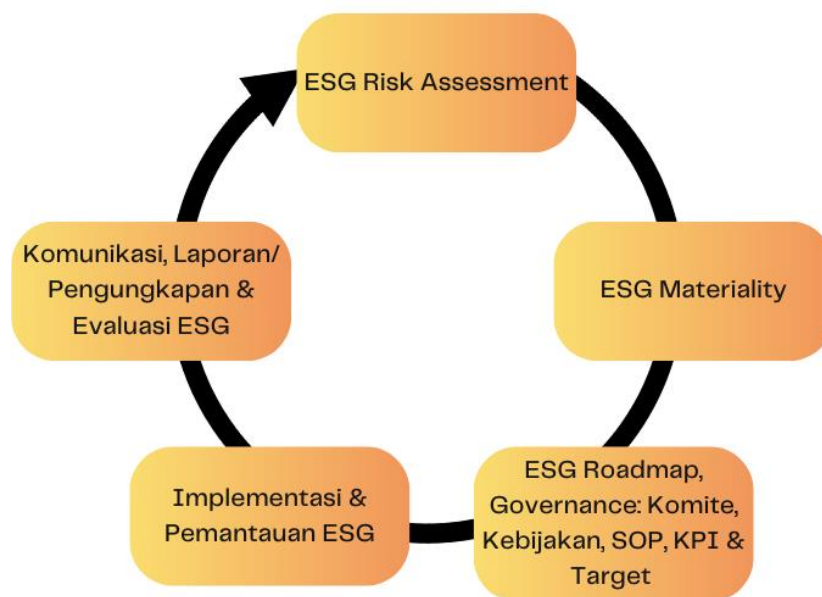 ESG Risk Assessment
ESG Materiality
ESG Roadmap,
Governance: Komite,
Kebijakan, SOP, KPI &
Target
Implementasi &
Pemantauan ESG
Komunikasi, Laporan/
Pengungkapan &
Evaluasi ESG